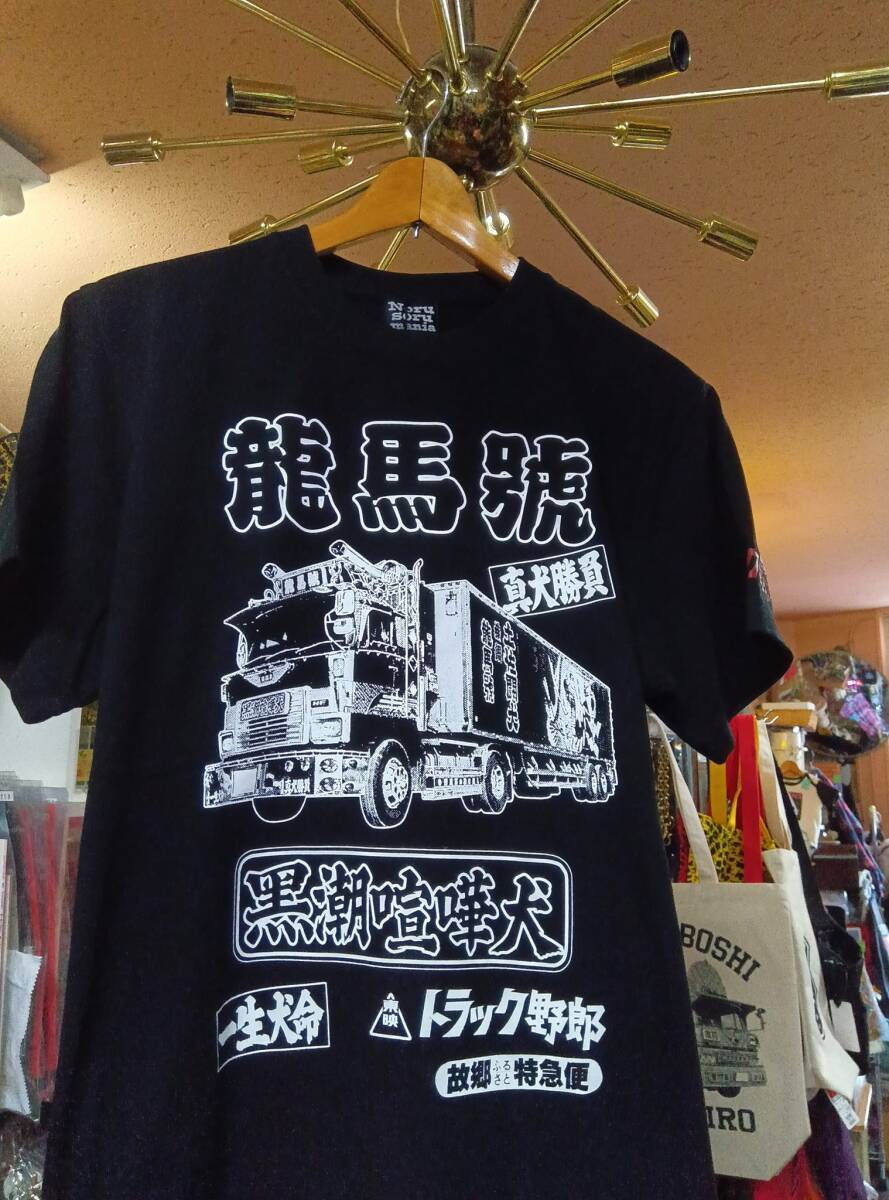 Noru
soru
mania
龍馬號
真犬勝負
黒潮喧嘩犬
一生犬命
東映
トラック野郎
故郷ふるさと特急便
BOSHI
IRO